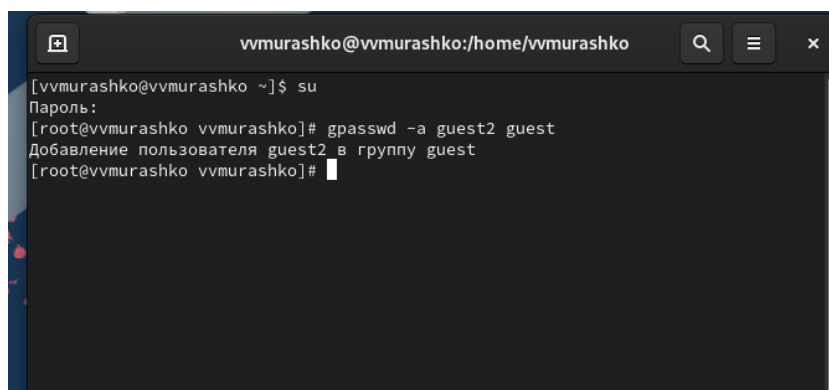 vvmurashko@vvmurashko:/home/vvmurashko
[vvmurashko@vvmurashko ~]$ su
Пароль:
[root@vvmurashko vvmurashko]# gpasswd -a guest2 guest
Добавление пользователя guest2 в группу guest
[root@vvmurashko vvmurashko]#